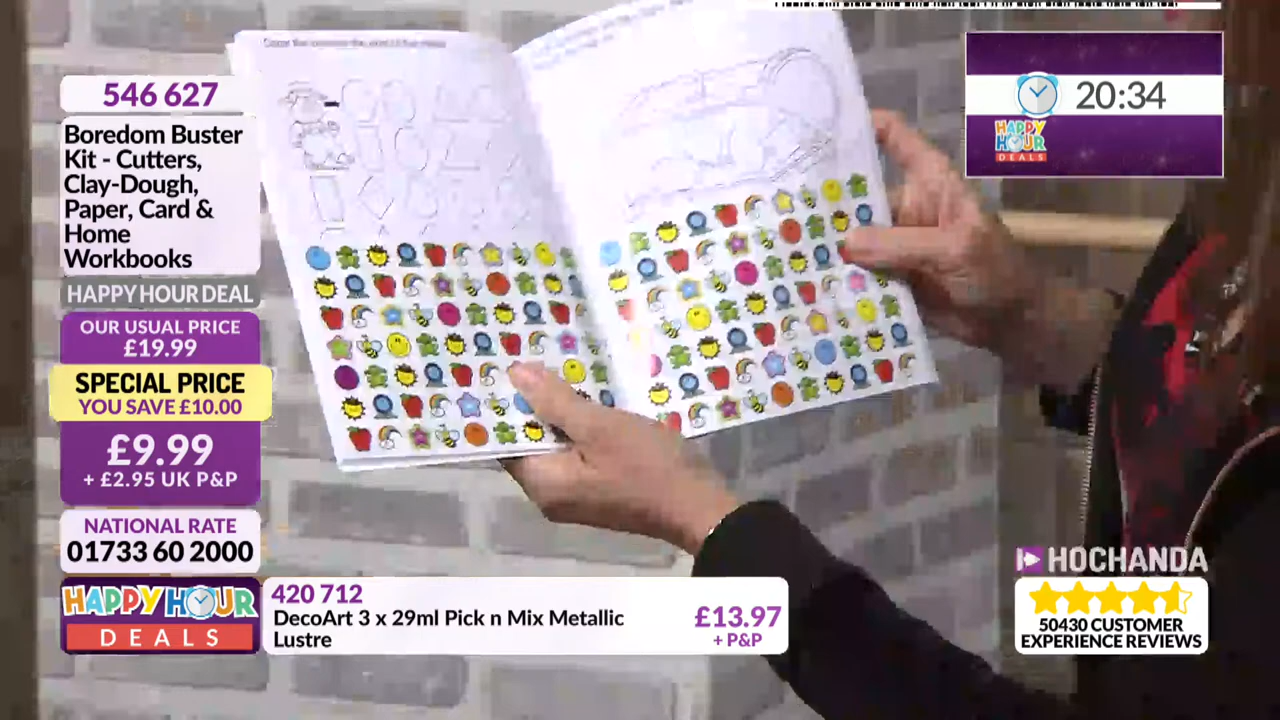 546 627
Boredom Buster
Kit - Cutters,
Clay-Dough,
Paper, Card &
Home
Workbooks
HAPPY HOUR DEAL
OUR USUAL PRICE
£19.99
SPECIAL PRICE
YOU SAVE £10.00
£9.99
+ £2.95 UK P&P
NATIONAL RATE
01733 60 2000
HAPPY HOUR
DEALS
420 712
DecoArt 3 x 29ml Pick n Mix Metallic
Lustre
£13.97
+ P&P
20:34
HAPPY
HOUR
DEALS
HOCHANDA
50430 CUSTOMER
EXPERIENCE REVIEWS